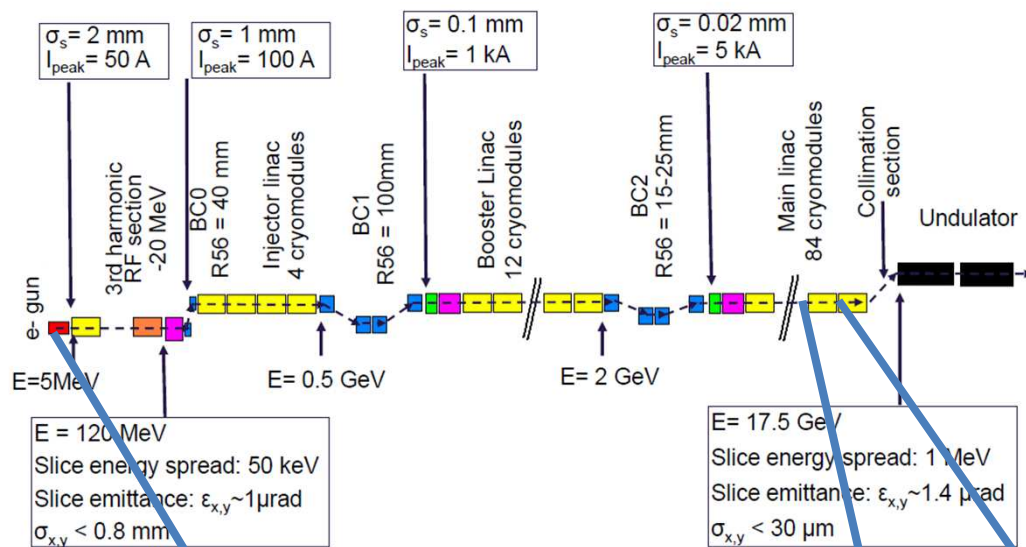 σs= 2 mm
Ipeak= 50 A
σs= 1 mm
Ipeak= 100 A
σs= 0.1 mm
Ipeak= 1 kA
σs= 0.02 mm
Ipeak= 5 kA
e- gun
3rd harmonic
RF section
-20 MeV
BC0
R56 = 40 mm
Injector linac
4 cryomodules
BC1
R56 = 100mm
Booster Linac
12 cryomodules
BC2
R56 = 15-25mm
Main linac
84 cryomodules
Collimation
section
Undulator
E=5MeV
E= 0.5 GeV
E= 2 GeV
E = 120 MeV
Slice energy spread: 50 keV
Slice emittance: εx,y~1μrad
σx,y < 0.8 mm
E= 17.5 GeV
Slice energy spread: 1 MeV
Slice emittance: εx,y~1.4 μrad
σx,y < 30 μm